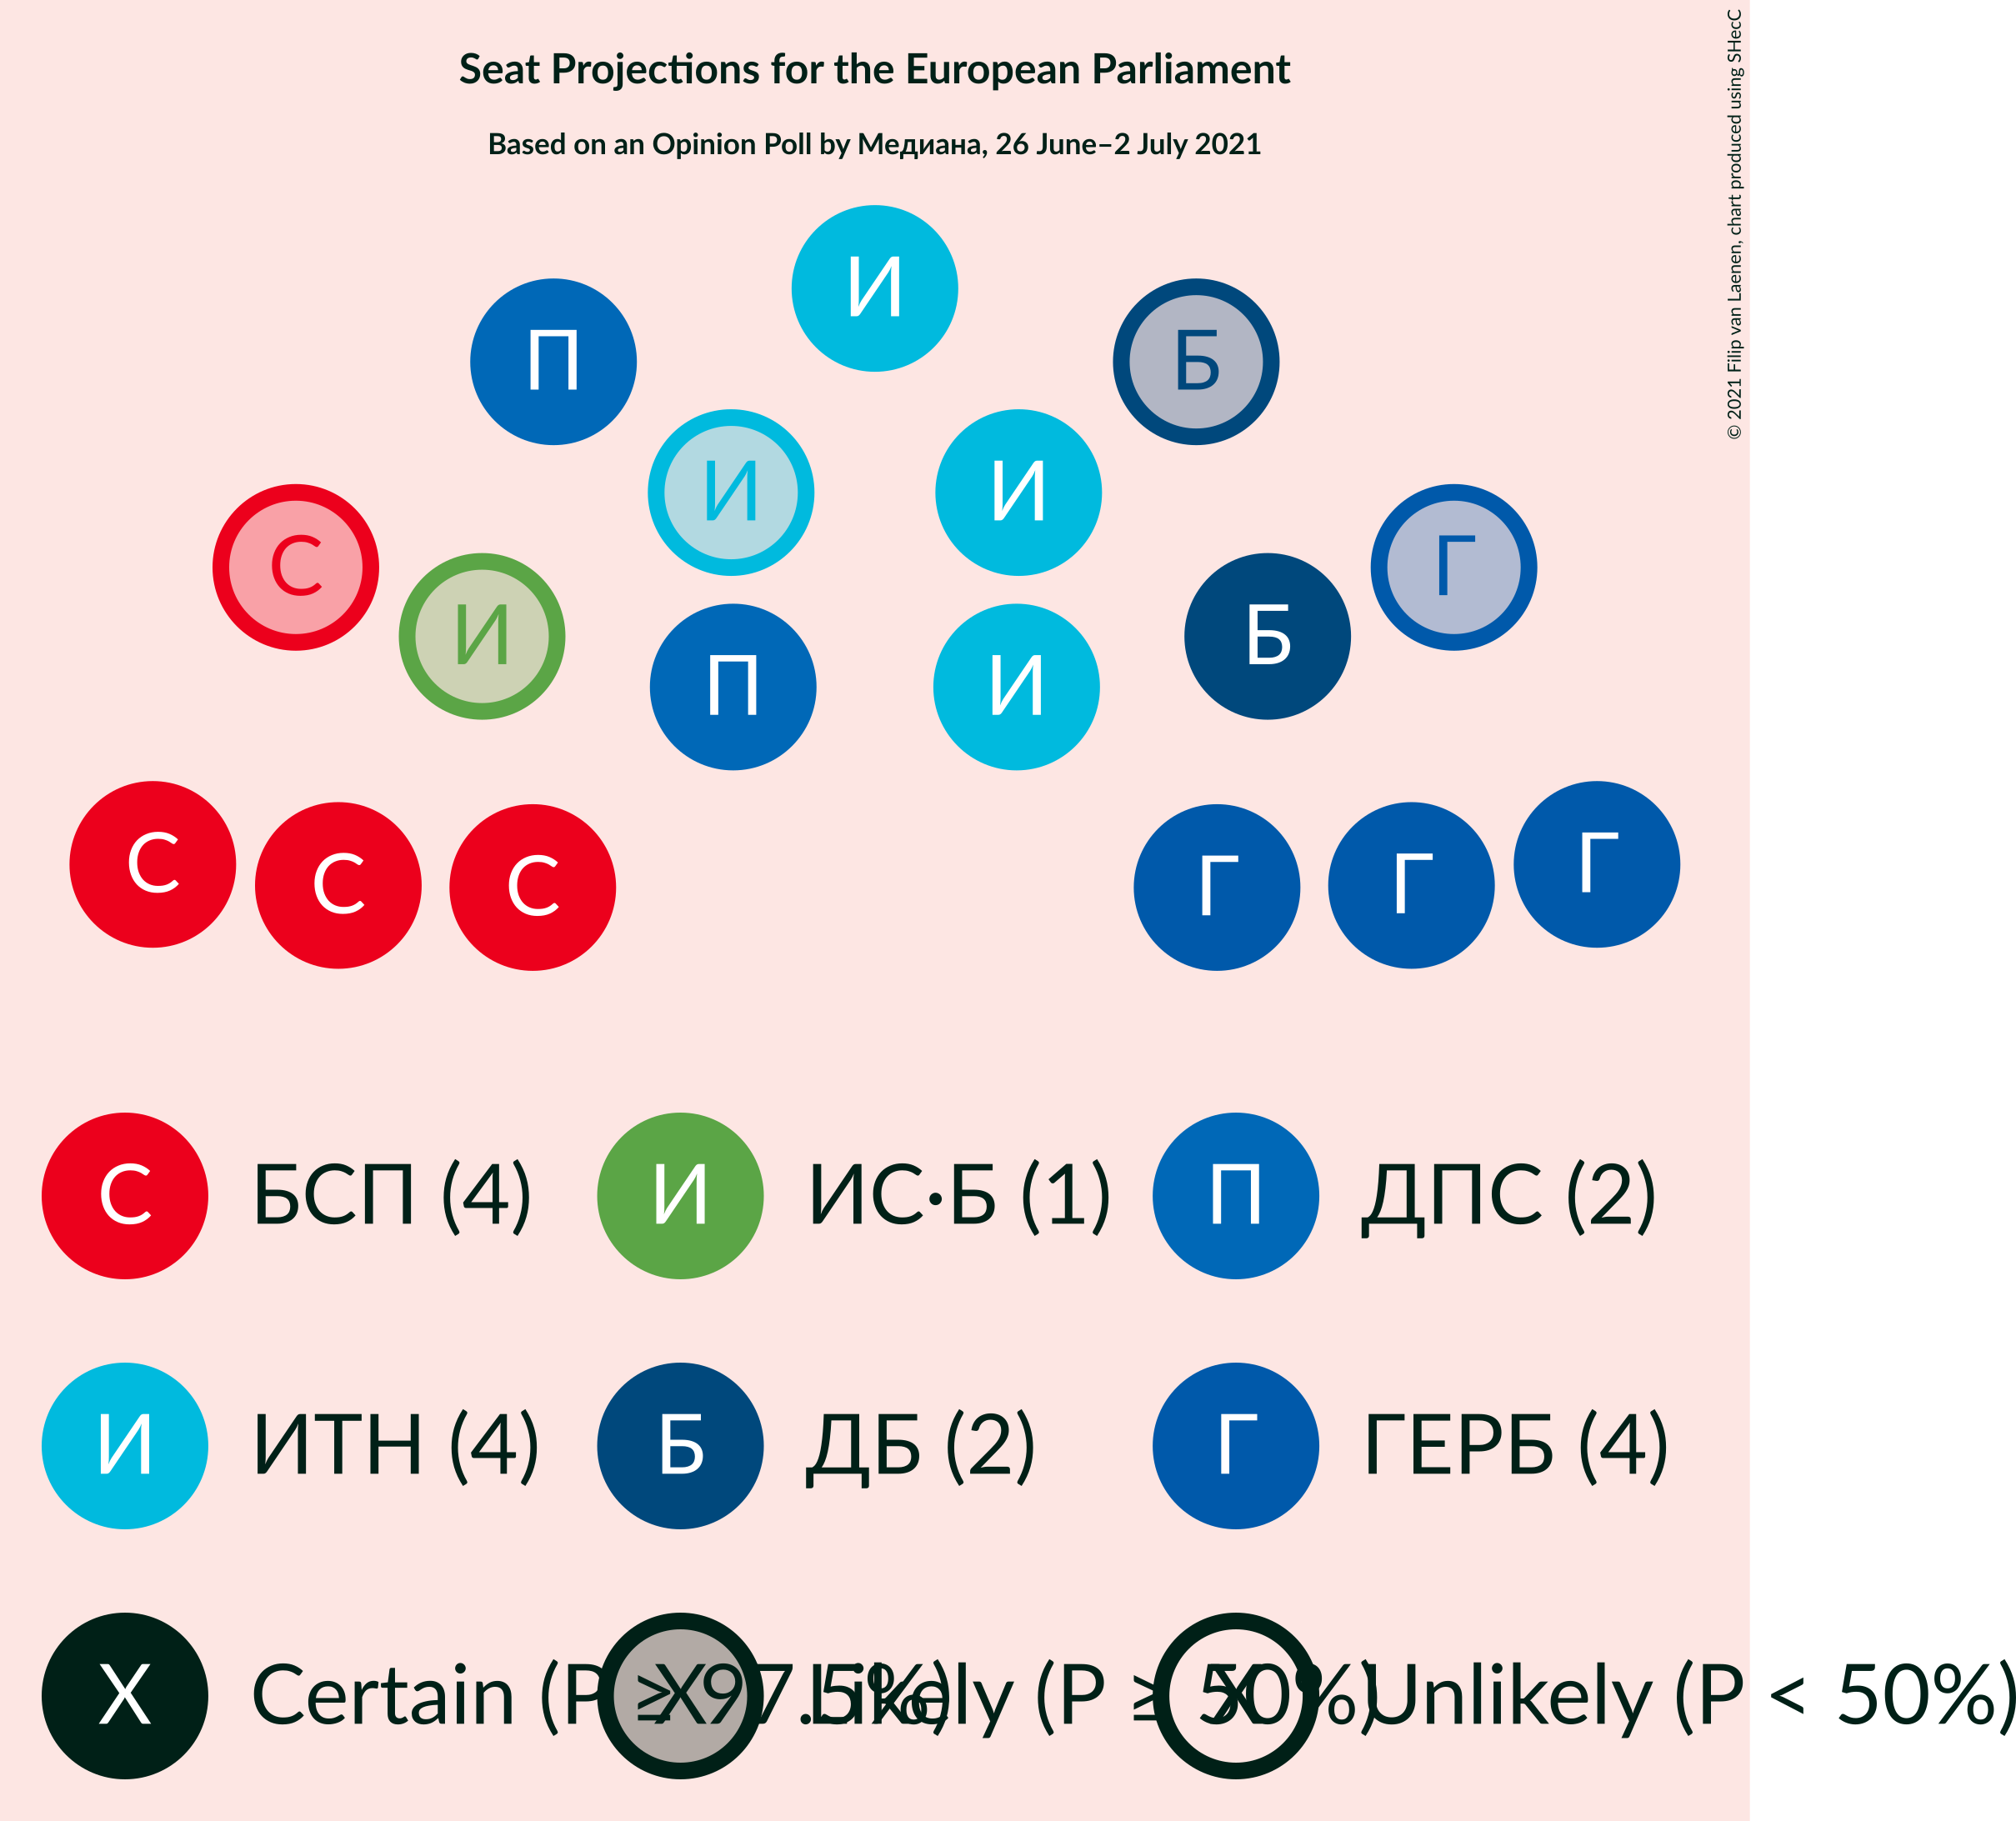 Seat Projections for the European Parliament
Based on an Opinion Poll by Медиана, 26 June–2 July 2021
© 2021 Filip van Laenen, chart produced using SHecC
И
П
Б
И
И
С
Г
И
Б
П
И
С
С
С
Г
Г
Г
С БСП (4) И ИС•Б (1) П ДПС (2)
И ИТН (4) Б ДБ (2) Г ГЕРБ (4)
X Certain (P ≥ 97.5%) X Likely (P ≥ 50%) X Unlikely (P < 50%)